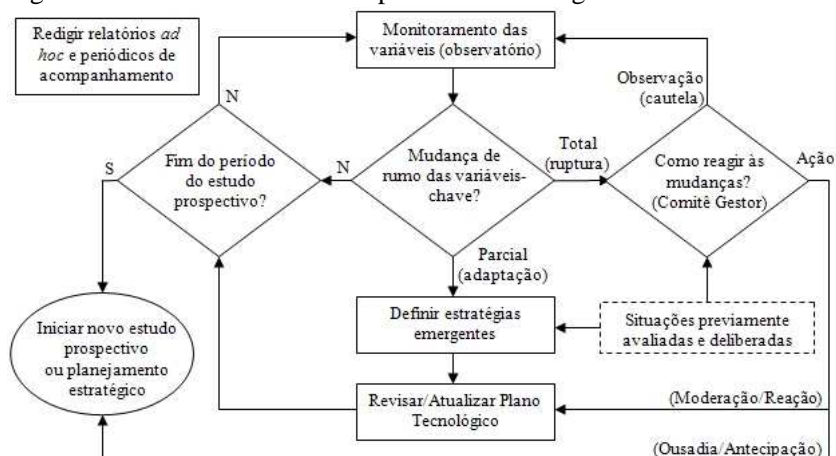 Redigir relatórios ad
hoc e periódicos de
acompanhamento
Monitoramento das
variáveis (observatório)
Observação
(cautela)
N
S
Fim do período
do estudo
prospectivo?
N
Mudança de
rumo das variáveis-
chave?
Total
(ruptura)
Como reagir às
mudanças?
(Comitê Gestor)
Ação
Parcial
(adaptação)
Iniciar novo estudo
prospectivo
ou planejamento
estratégico
Definir estratégias
emergentes
Situações previamente
avaliadas e deliberadas
Revisar/Atualizar Plano
Tecnológico
(Moderação/Reação)
(Ousadia/Antecipação)